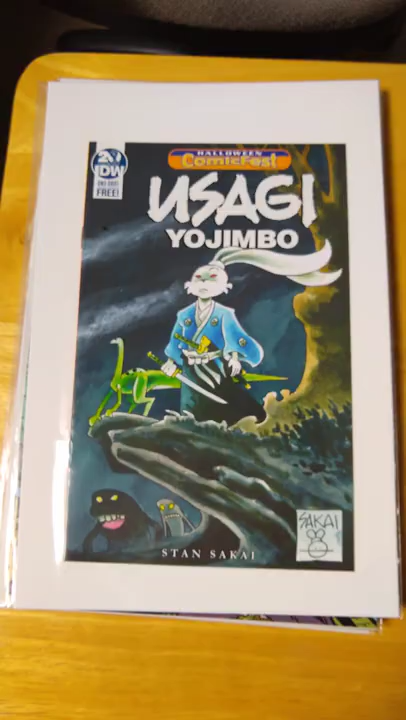 HALLOWEEN
ComicFest
20
IDW
FREE!
USAGI
YOJIMBO
SAKAI
STAN SAKAI